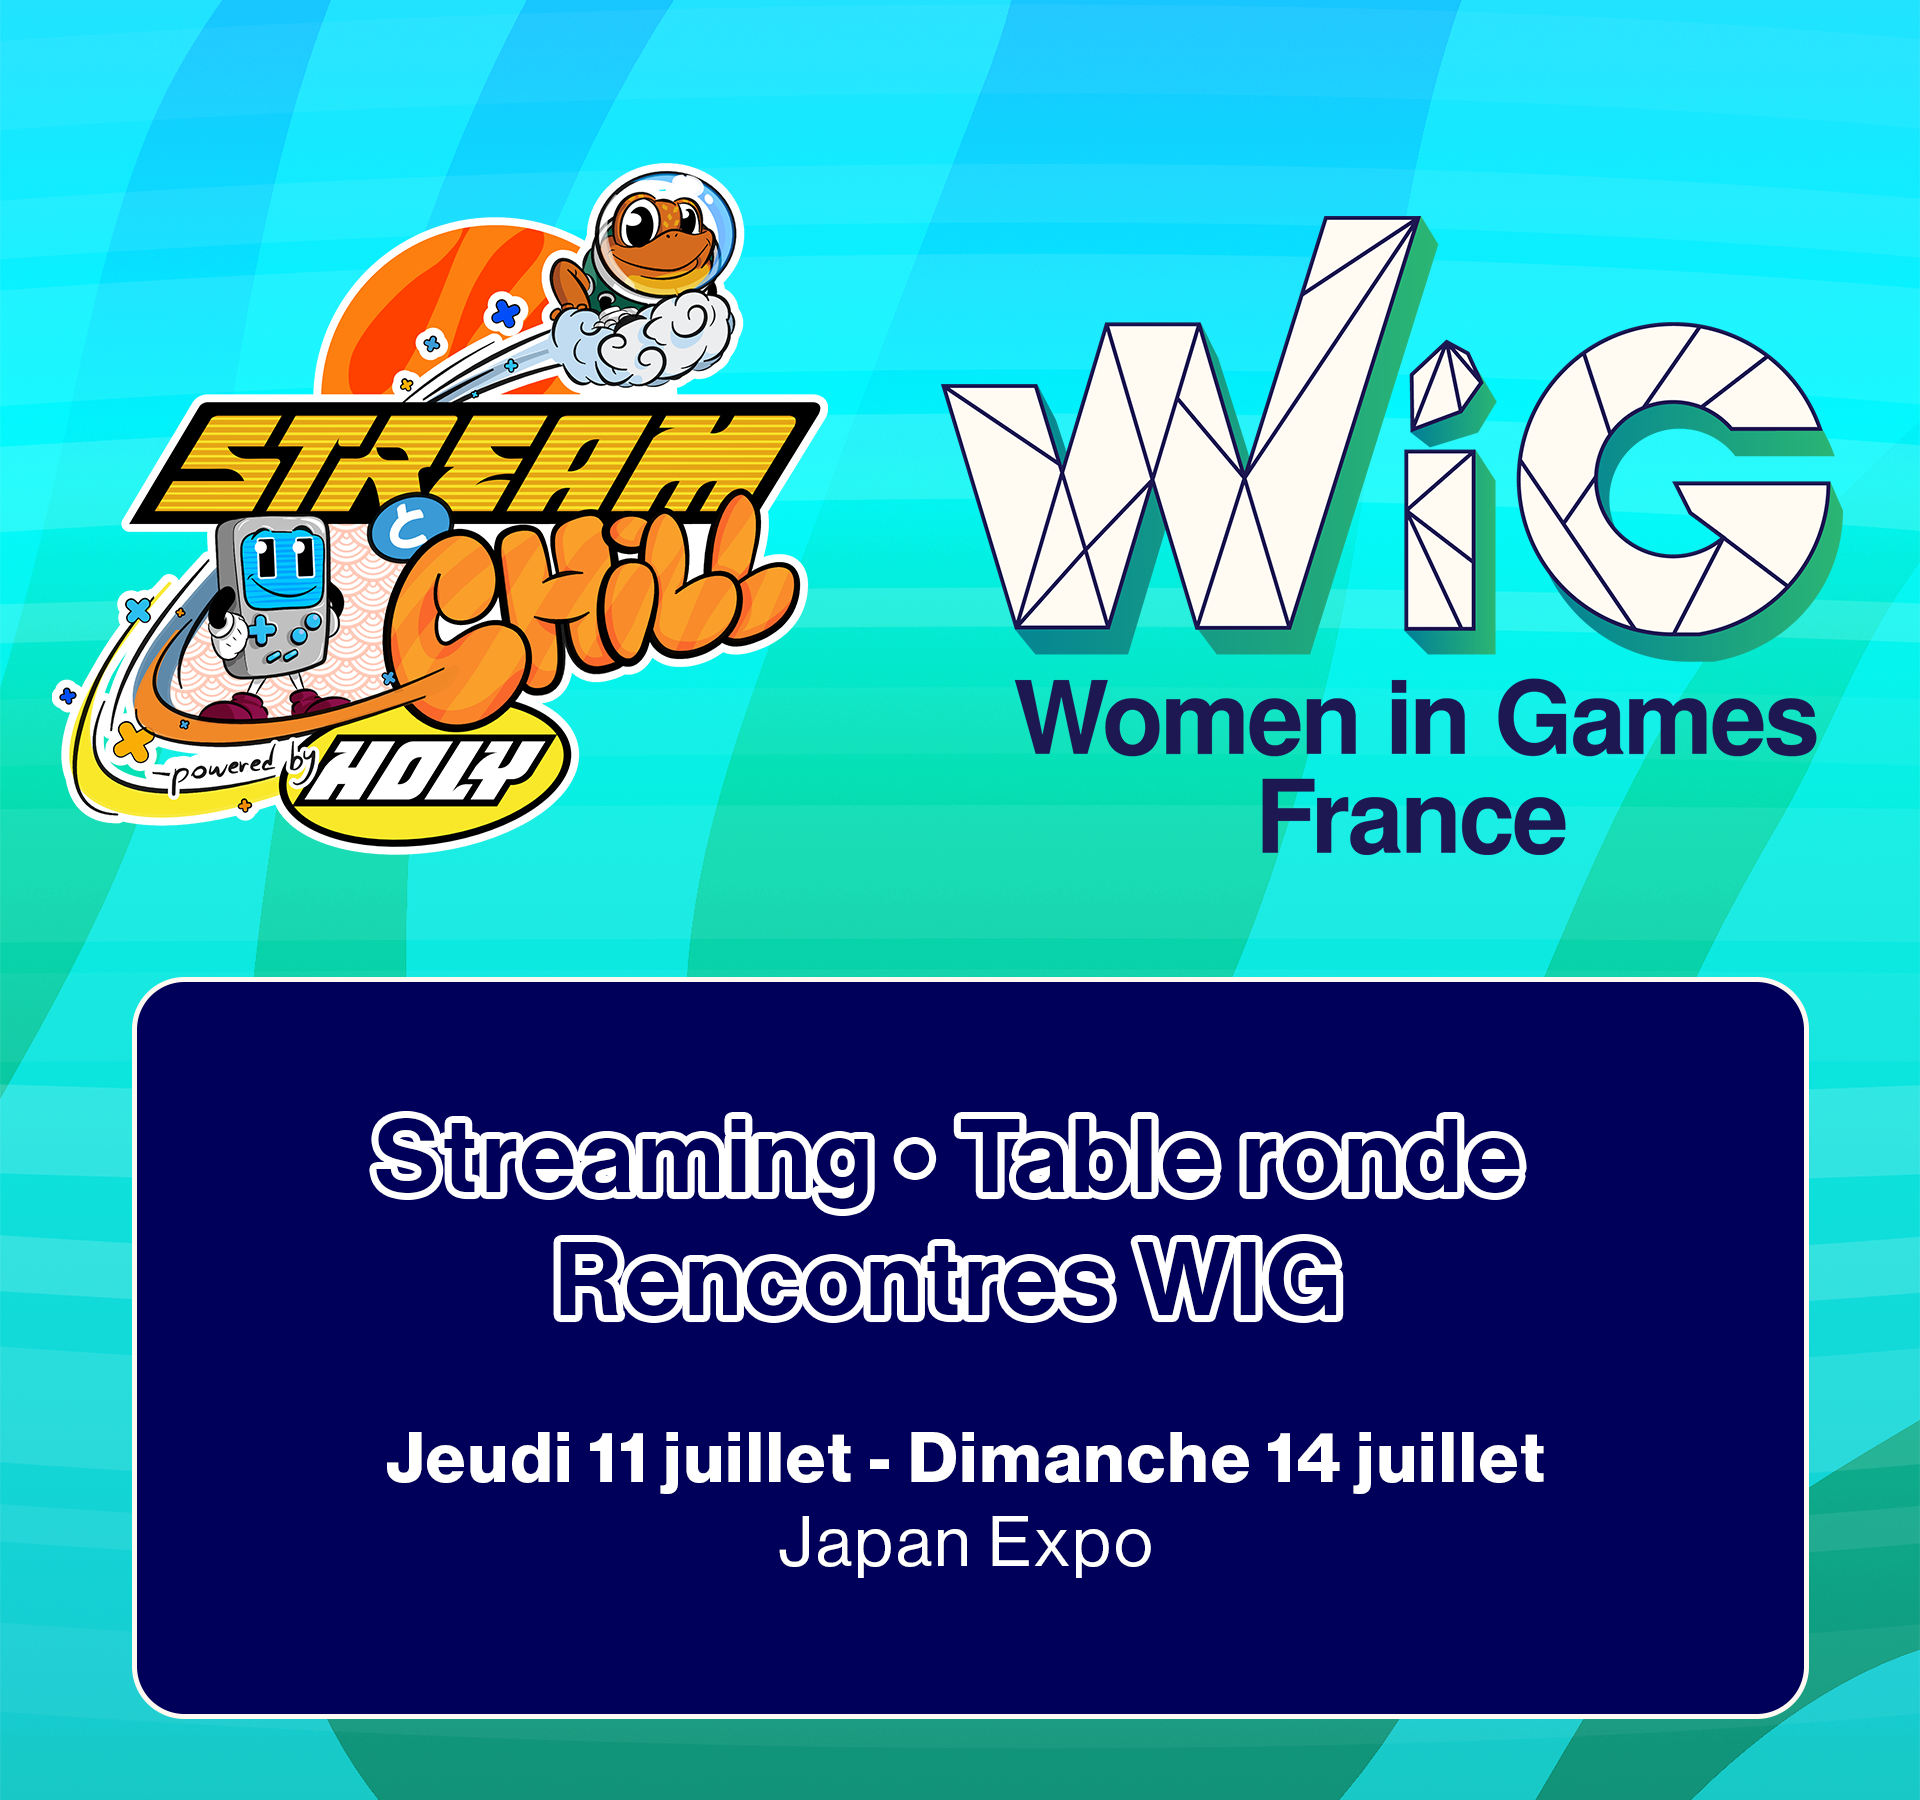 STREAM
と
CHiLL
powered by
HOLY
WiG
Women in Games
France
Streaming • Table ronde
Rencontres WIG
Jeudi 11 juillet - Dimanche 14 juillet
Japan Expo